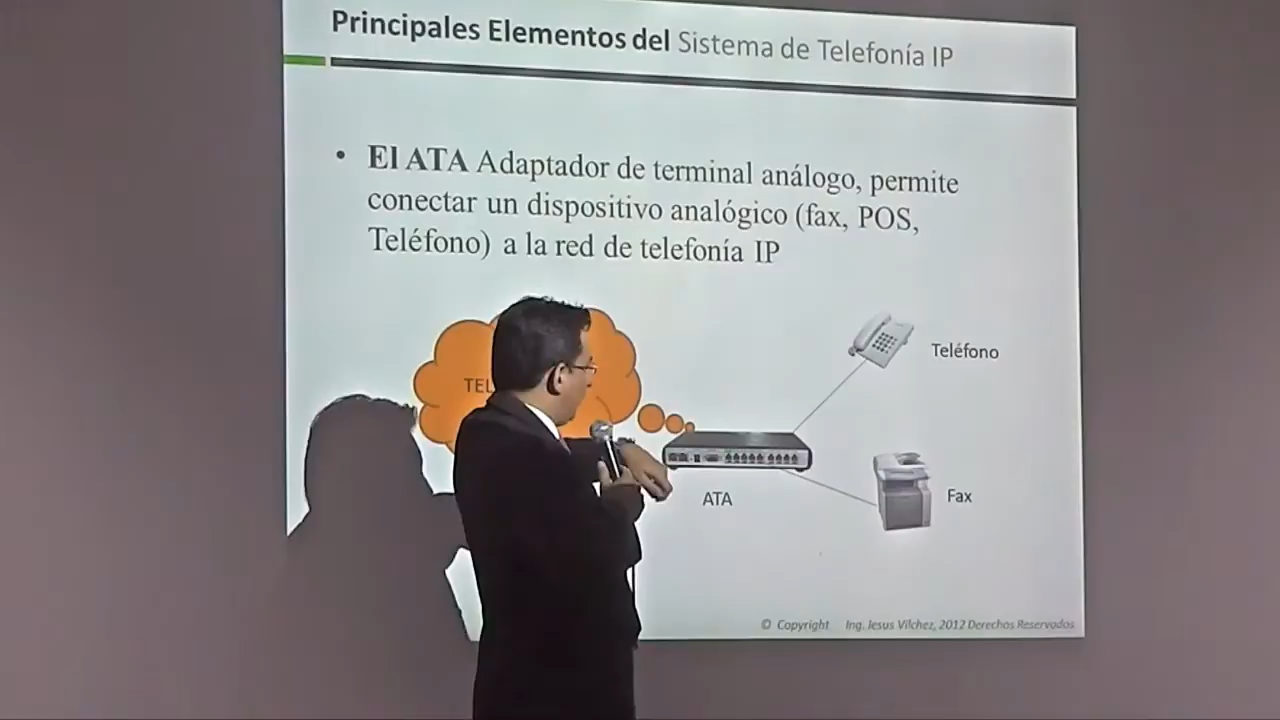 Principales Elementos del Sistema de Telefonía IP
• El ATA Adaptador de terminal análogo, permite
conectar un dispositivo analógico (fax, POS,
Teléfono) a la red de telefonía IP
Teléfono
ATA
Fax
© Copyright Ing. Jesus Vilchez, 2012 Derechos Reservados